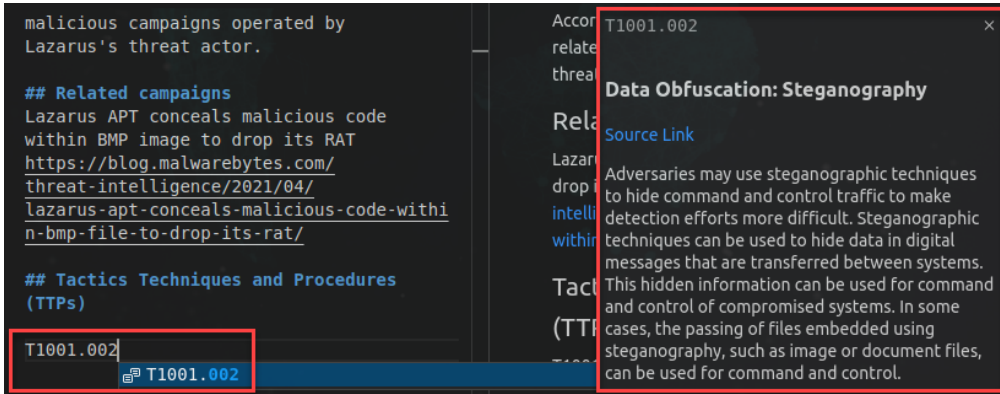 malicious campaigns operated by
Lazarus's threat actor.
## Related campaigns
Lazarus APT conceals malicious code
within BMP image to drop its RAT
https://blog.malwarebytes.com/
threat-intelligence/2021/04/
lazarus-apt-conceals-malicious-code-withi
n-bmp-file-to-drop-its-rat/
## Tactics Techniques and Procedures
(TTPs)
T1001.002
T1001.002
Accor
relate
threa
Rela
Lazar
drop i
intelli
within
Tact
(TTP
T1001.002 ×
Data Obfuscation: Steganography
Source Link
Adversaries may use steganographic techniques
to hide command and control traffic to make
detection efforts more difficult. Steganographic
techniques can be used to hide data in digital
messages that are transferred between systems.
This hidden information can be used for command
and control of compromised systems. In some
cases, the passing of files embedded using
steganography, such as image or document files,
can be used for command and control.